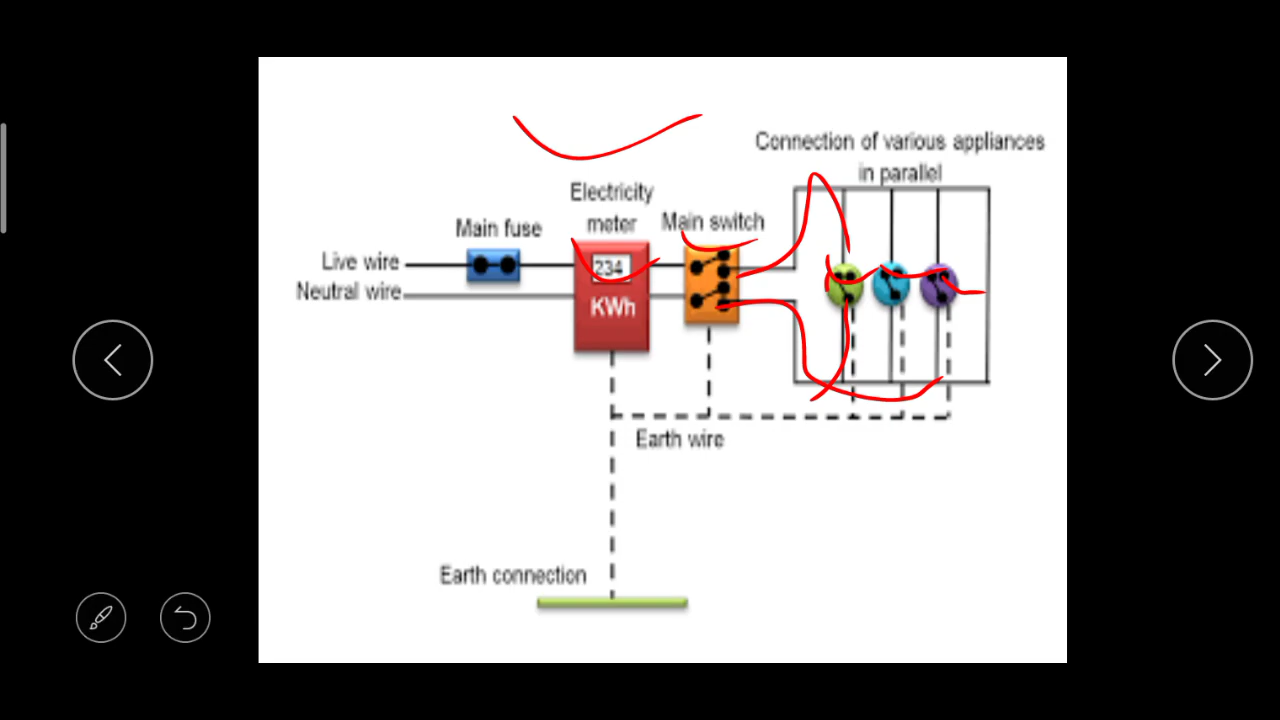 Connection of various appliances
in parallel
Electricity
meter
Main switch
Main fuse
Live wire
Neutral wire
234
KWh
Earth wire
Earth connection